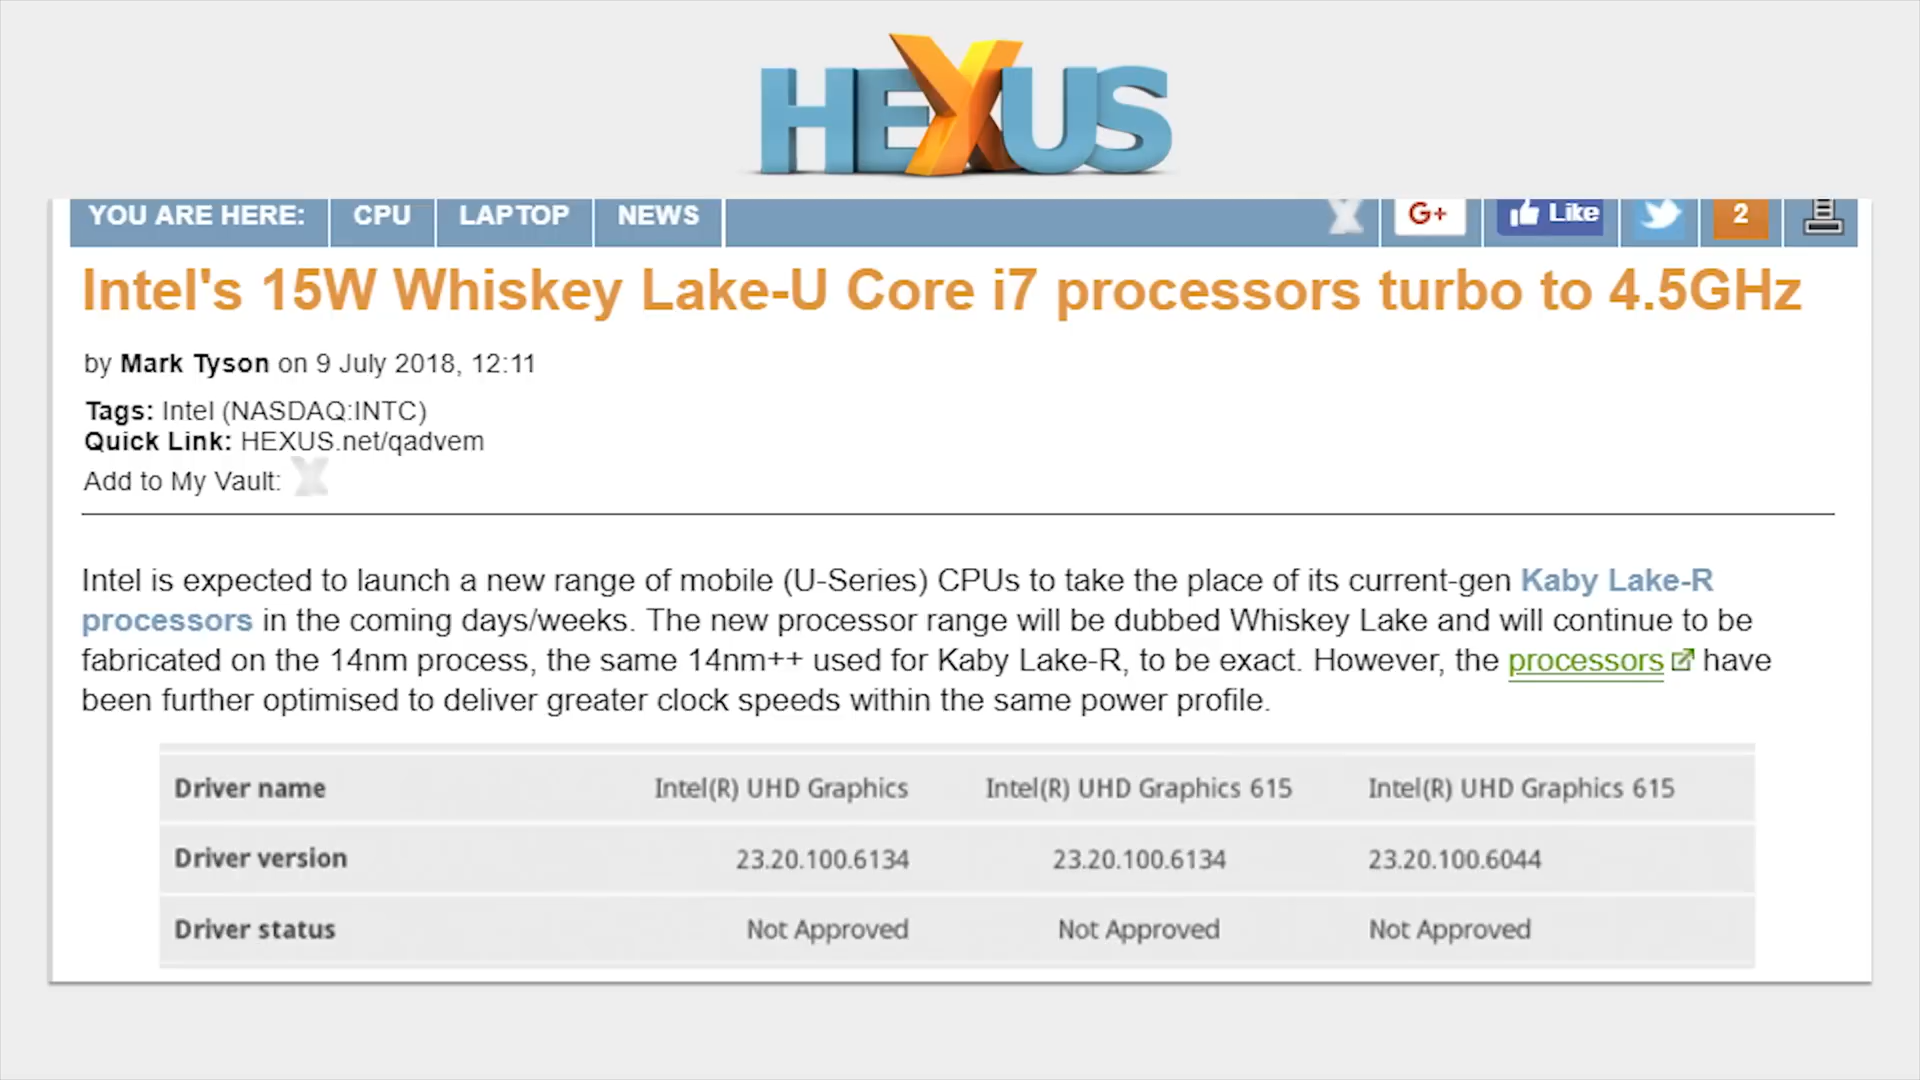 HEXUS
YOU ARE HERE: CPU LAPTOP NEWS G+ Like 2
Intel's 15W Whiskey Lake-U Core i7 processors turbo to 4.5GHz
by Mark Tyson on 9 July 2018, 12:11
Tags: Intel (NASDAQ:INTC)
Quick Link: HEXUS.net/qadvem
Add to My Vault:
Intel is expected to launch a new range of mobile (U-Series) CPUs to take the place of its current-gen Kaby Lake-R
processors in the coming days/weeks. The new processor range will be dubbed Whiskey Lake and will continue to be
fabricated on the 14nm process, the same 14nm++ used for Kaby Lake-R, to be exact. However, the processors have
been further optimised to deliver greater clock speeds within the same power profile.
Driver name Intel(R) UHD Graphics Intel(R) UHD Graphics 615 Intel(R) UHD Graphics 615
Driver version 23.20.100.6134 23.20.100.6134 23.20.100.6044
Driver status Not Approved Not Approved Not Approved